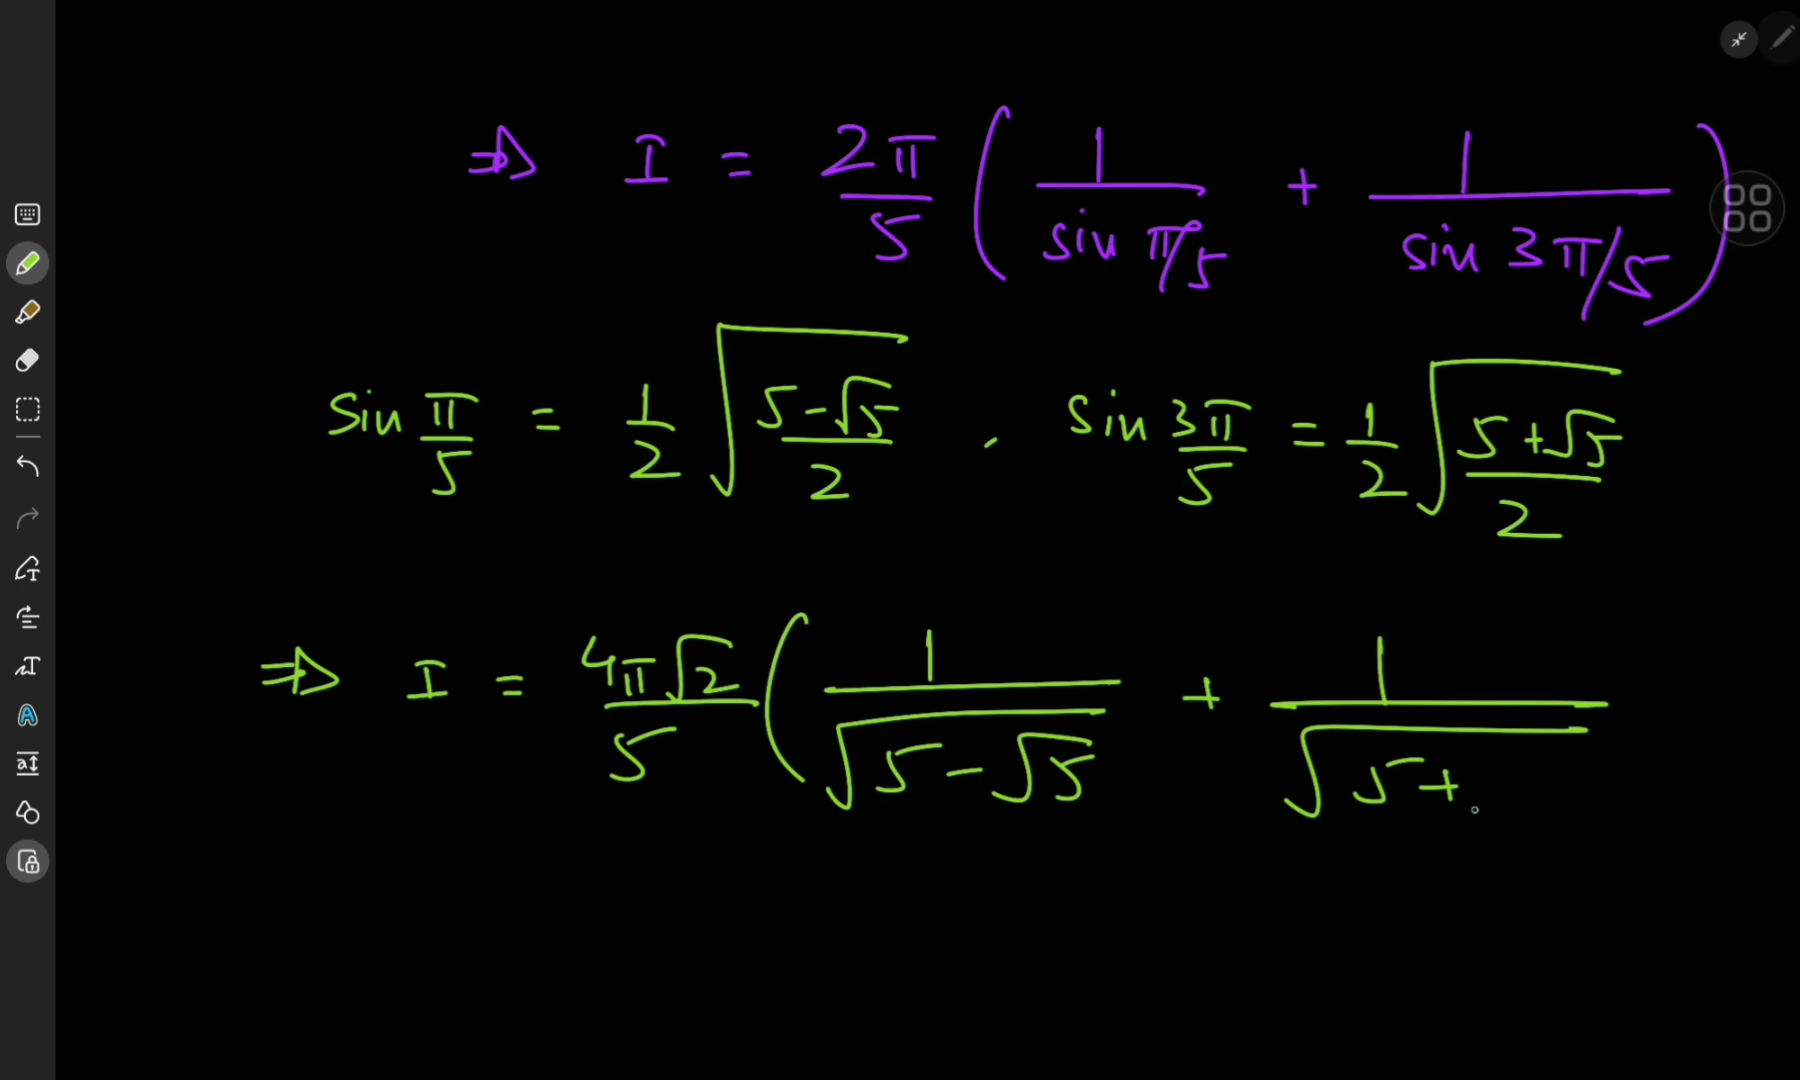 ⇒ I = 2π/5 ( 1/(sin π/5) + 1/(sin 3π/5) )
sin π/5 = 1/2 √((5-√5)/2) , sin 3π/5 = 1/2 √((5+√5)/2)
⇒ I = 4π√2/5 ( 1/√(5-√5) + 1/√(5+